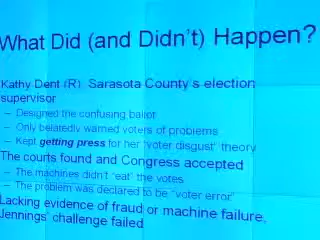 What Did (and Didn't) Happen?
Kathy Dent (R) Sarasota County's election
supervisor
– Designed the confusing ballot
– Only belatedly warned voters of problems
– Kept getting press for her "voter disgust" theory
The courts found and Congress accepted
– The machines didn't "eat" the votes
– The problem was declared to be "voter error"
Lacking evidence of fraud or machine failure,
Jennings' challenge failed